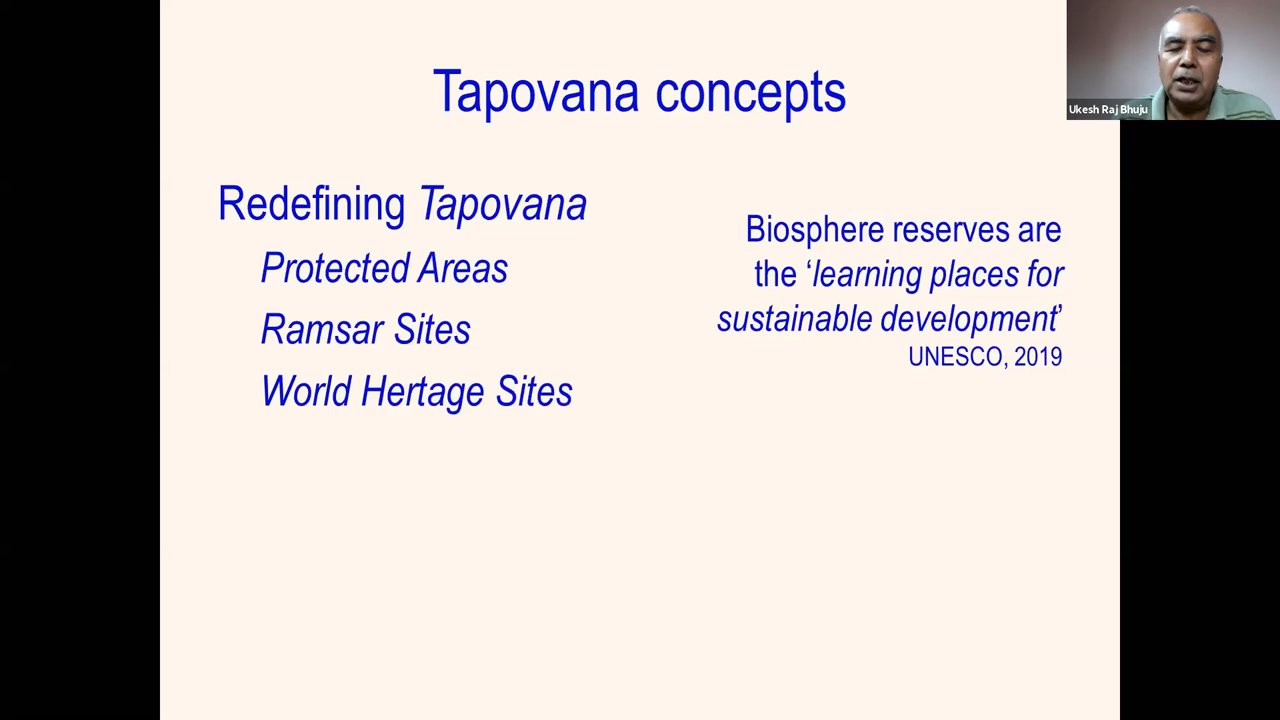 Tapovana concepts
Redefining Tapovana
Protected Areas
Ramsar Sites
World Hertage Sites
Biosphere reserves are
the ‘learning places for
sustainable development’
UNESCO, 2019
Ukesh Raj Bhuju